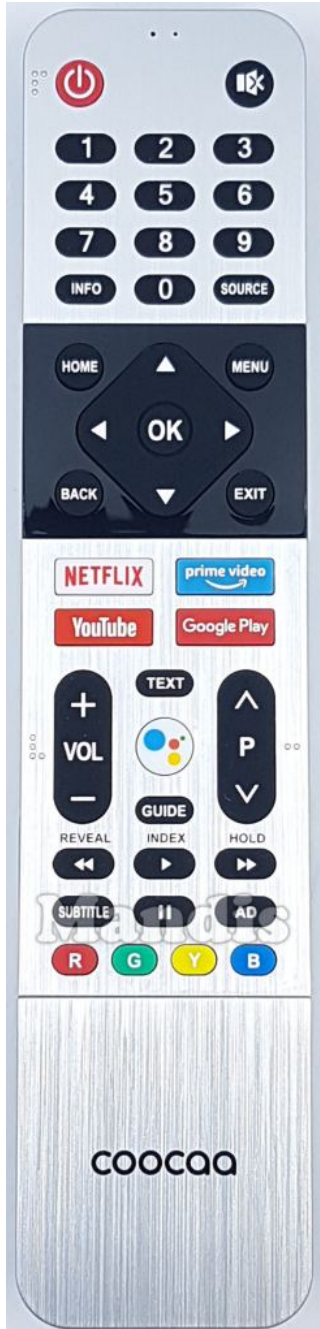 1 2 3
4 5 6
7 8 9
INFO 0 SOURCE
HOME MENU
OK
BACK EXIT
NETFLIX prime video
YouTube Google Play
TEXT
+
VOL P
-
GUIDE
REVEAL INDEX HOLD
SUBTITLE AD
Mandis
R G Y B
coocaa